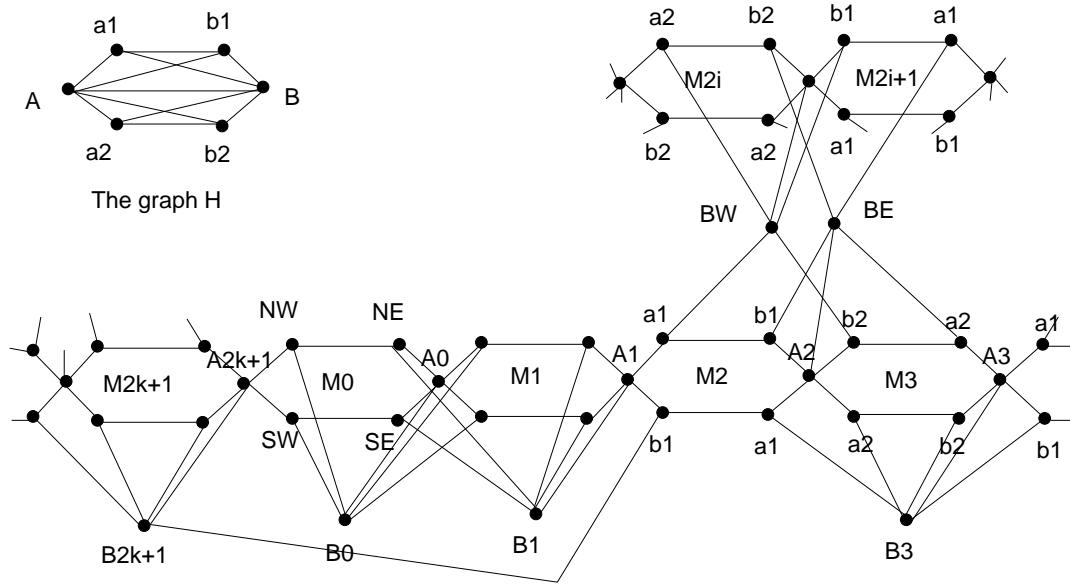 a1 b1
A B
a2 b2
The graph H
a2 b2 b1 a1
M2i M2i+1
b2 a2 a1 b1
BW BE
NW NE a1 b1 b2 a2 a1
A2k+1 A0 A1 A2 A3
M2k+1 M0 M1 M2 M3
SW SE b1 a1 a2 b2 b1
B2k+1 B0 B1 B3